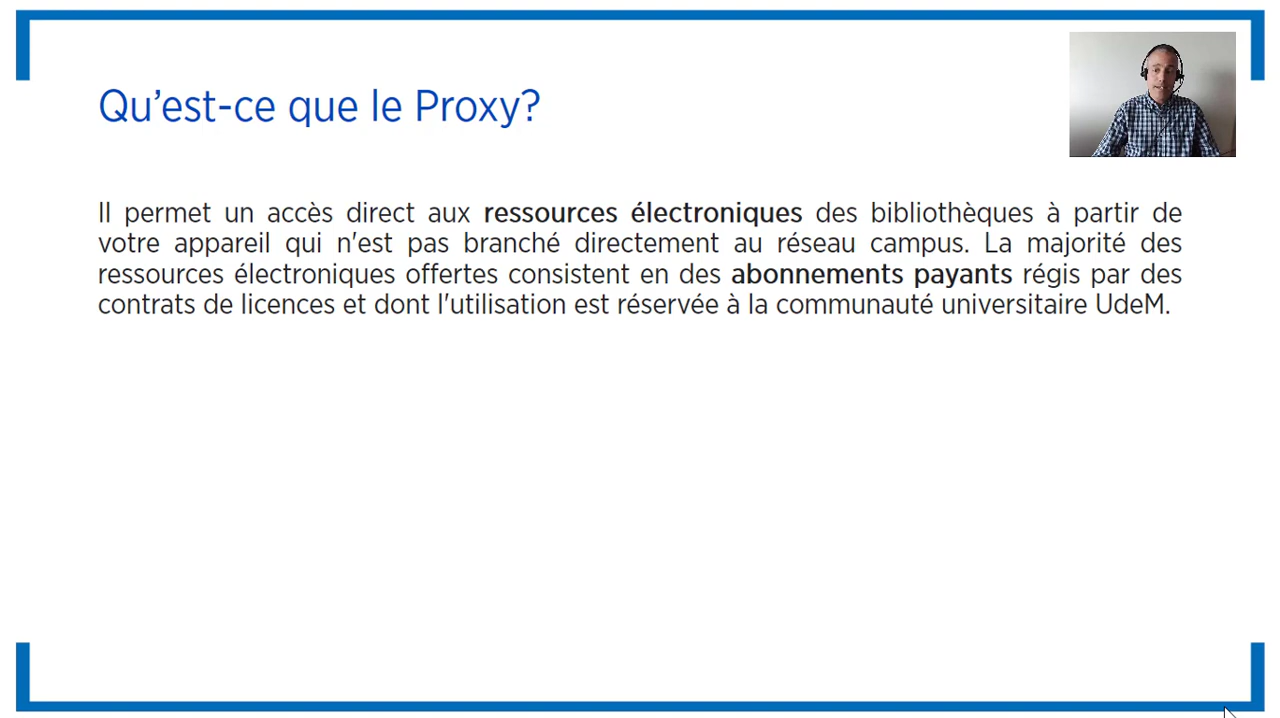 Qu’est-ce que le Proxy?
Il permet un accès direct aux ressources électroniques des bibliothèques à partir de
votre appareil qui n'est pas branché directement au réseau campus. La majorité des
ressources électroniques offertes consistent en des abonnements payants régis par des
contrats de licences et dont l'utilisation est réservée à la communauté universitaire UdeM.